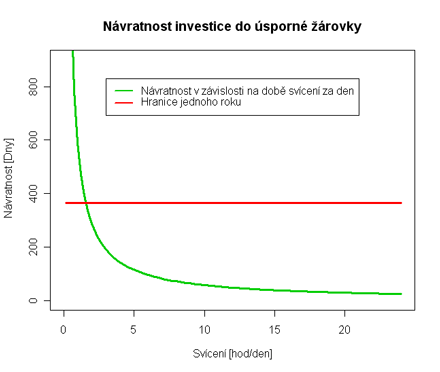 Návratnost investice do úsporné žárovky
Návratnost v závislosti na době svícení za den
Hranice jednoho roku
Návratnost [Dny]
800
600
400
200
0
0 5 10 15 20
Svícení [hod/den]